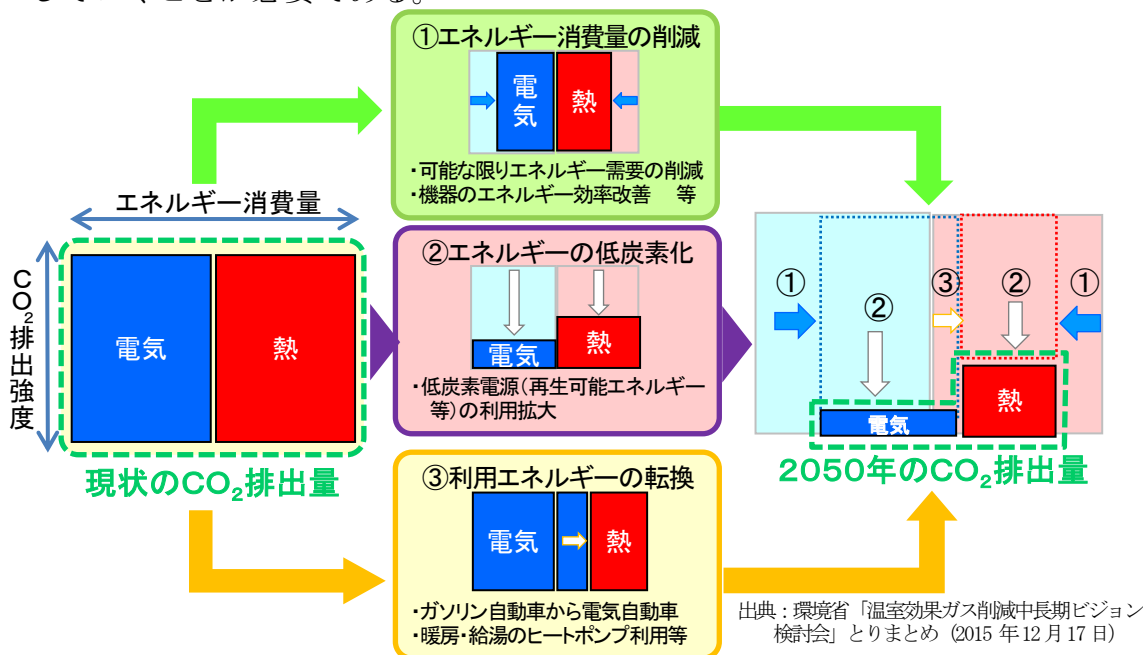 ①エネルギー消費量の削減
電気
熱
・可能な限りエネルギー需要の削減
・機器のエネルギー効率改善 等
エネルギー消費量
CO₂排出強度
電気
熱
現状のCO₂排出量
②エネルギーの低炭素化
電気
熱
・低炭素電源(再生可能エネルギー
等)の利用拡大
③利用エネルギーの転換
電気
熱
・ガソリン自動車から電気自動車
・暖房・給湯のヒートポンプ利用等
①
②
③
②
①
電気
熱
2050年のCO₂排出量
出典:環境省「温室効果ガス削減中長期ビジョン
検討会」とりまとめ(2015 年 12 月 17 日)